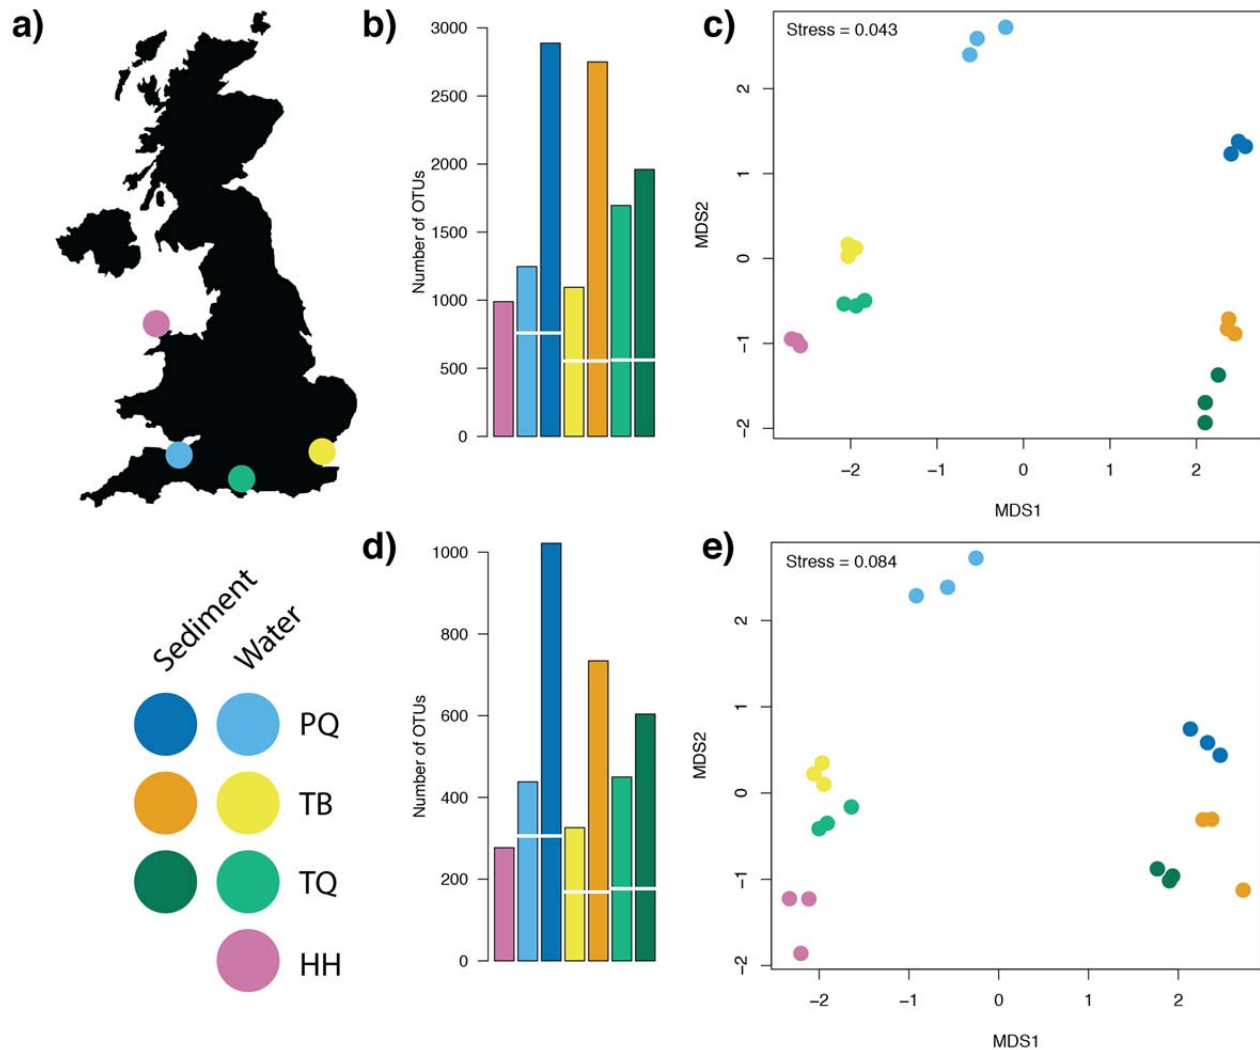 a)
b)
3000
2500
2000
1500
1000
500
0
Number of OTUs
c)
Stress = 0.043
2
1
0
−1
−2
MDS2
−2 −1 0 1 2
MDS1
Sediment
Water
PQ
TB
TQ
HH
d)
1000
800
600
400
200
0
Number of OTUs
e)
Stress = 0.084
2
1
0
−1
−2
MDS2
−2 −1 0 1 2
MDS1